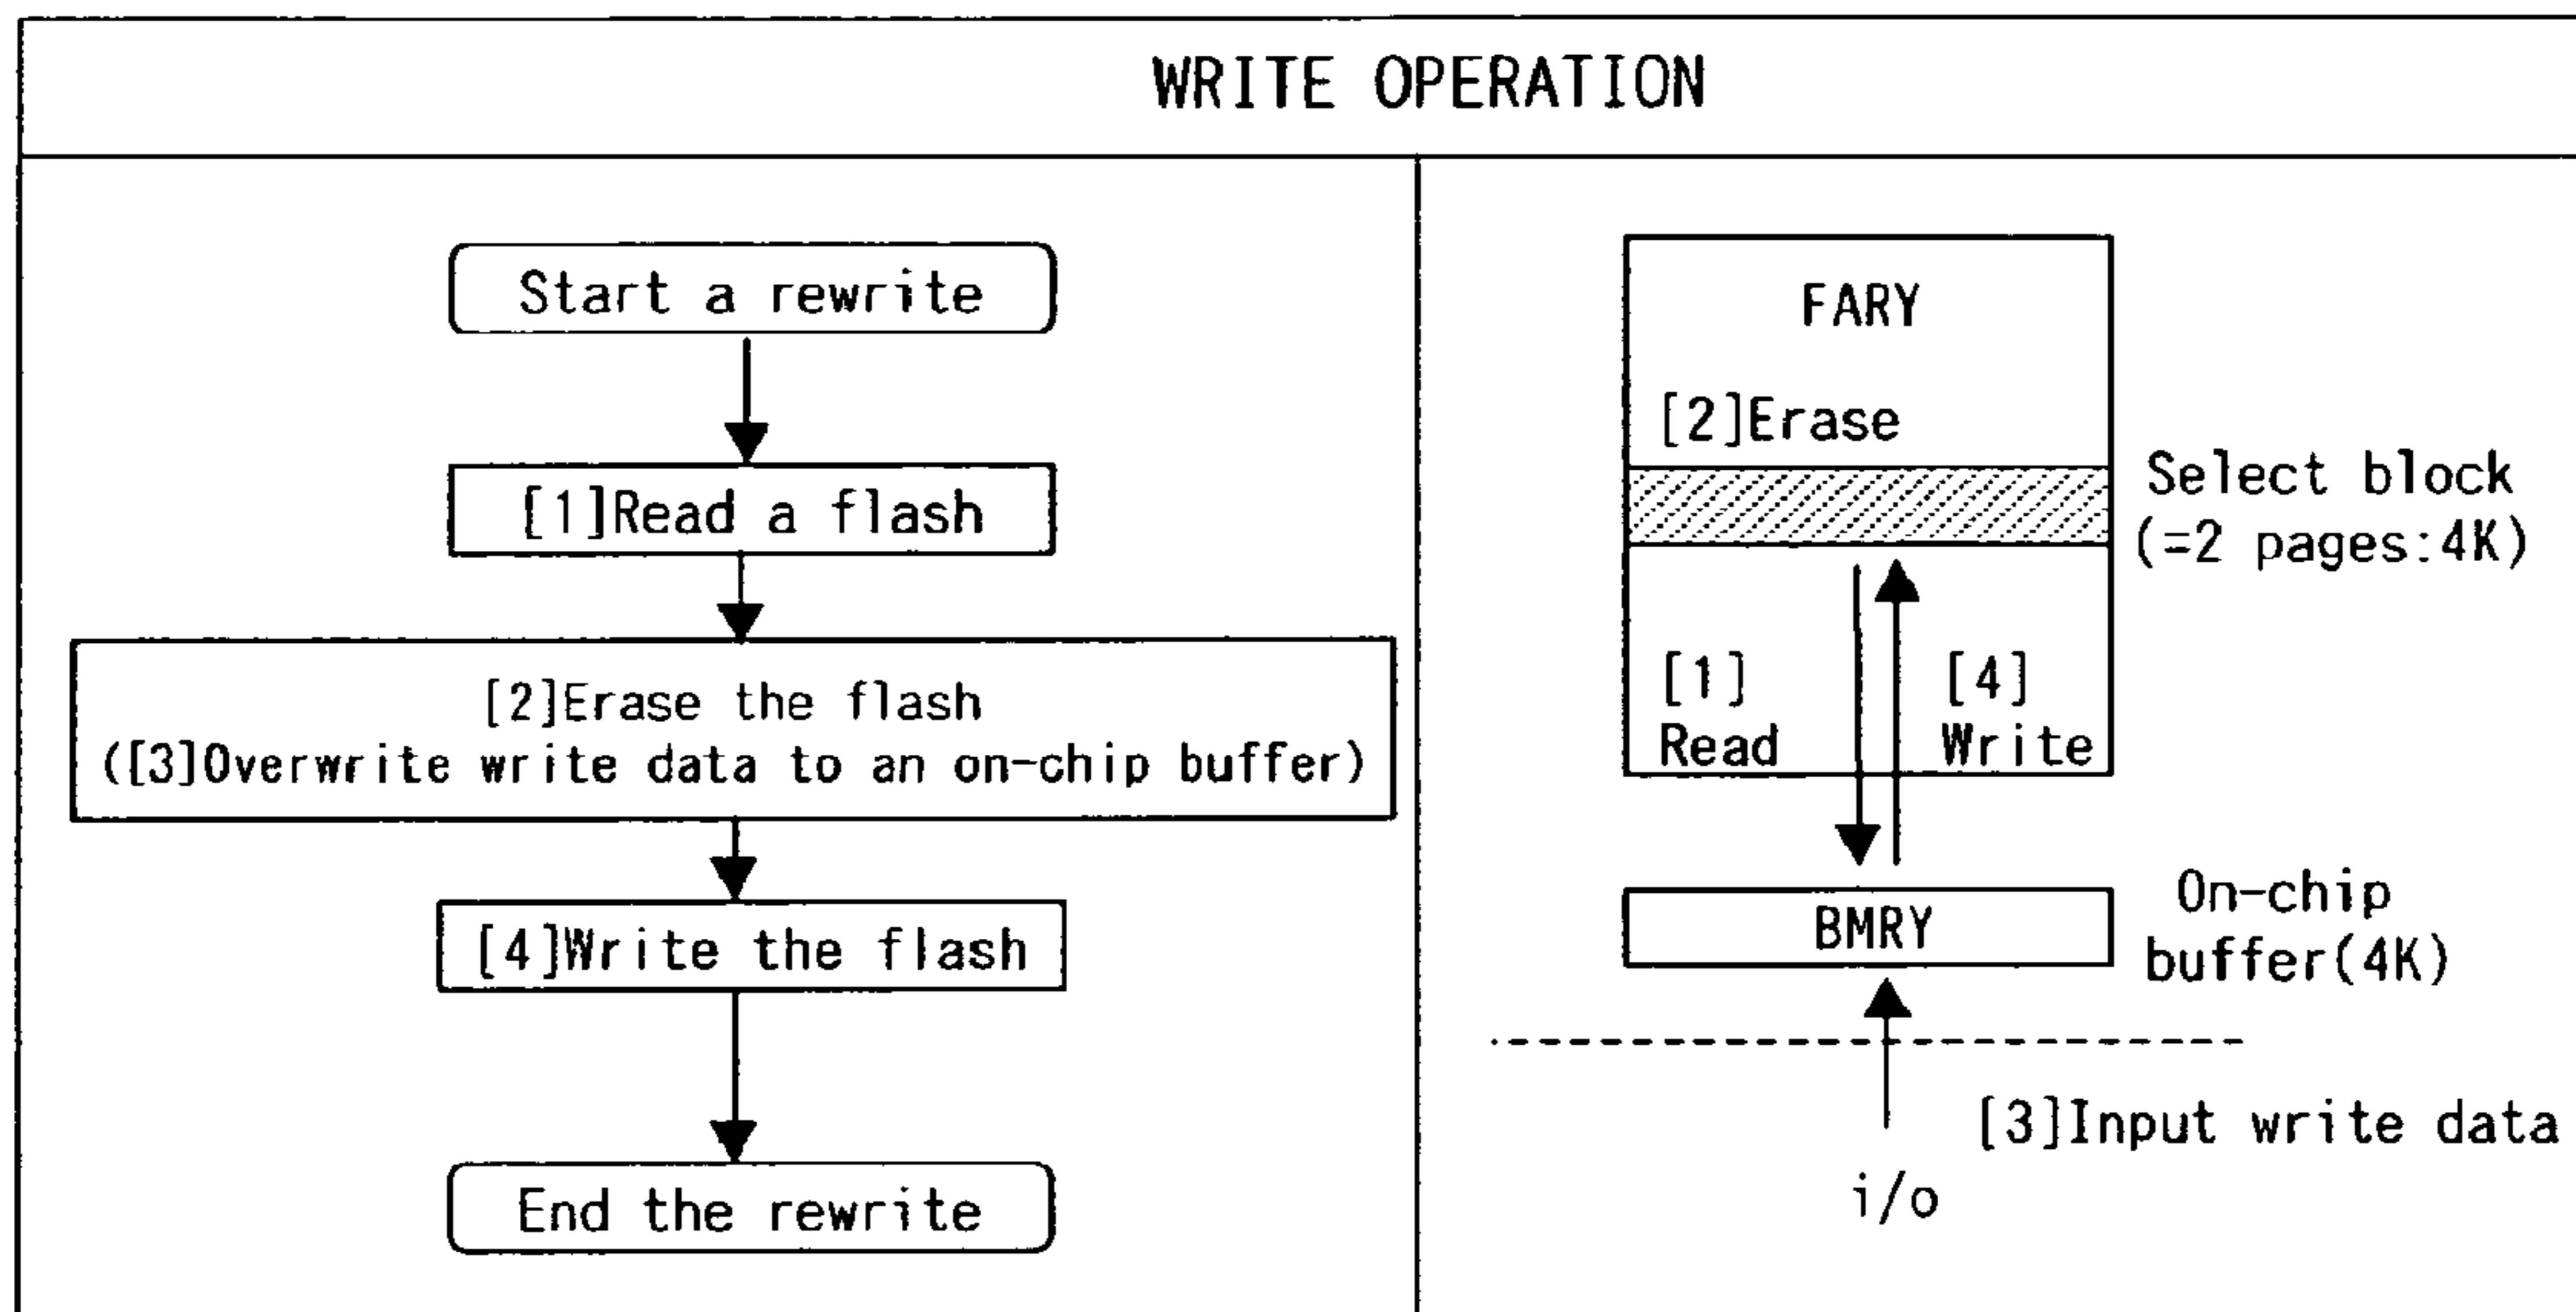 WRITE OPERATION
Start a rewrite
[1]Read a flash
[2]Erase the flash
([3]Overwrite write data to an on-chip buffer)
[4]Write the flash
End the rewrite
FARY
[2]Erase
Select block
(=2 pages:4K)
[1]
Read
[4]
Write
BMRY
On-chip
buffer(4K)
[3]Input write data
i/o